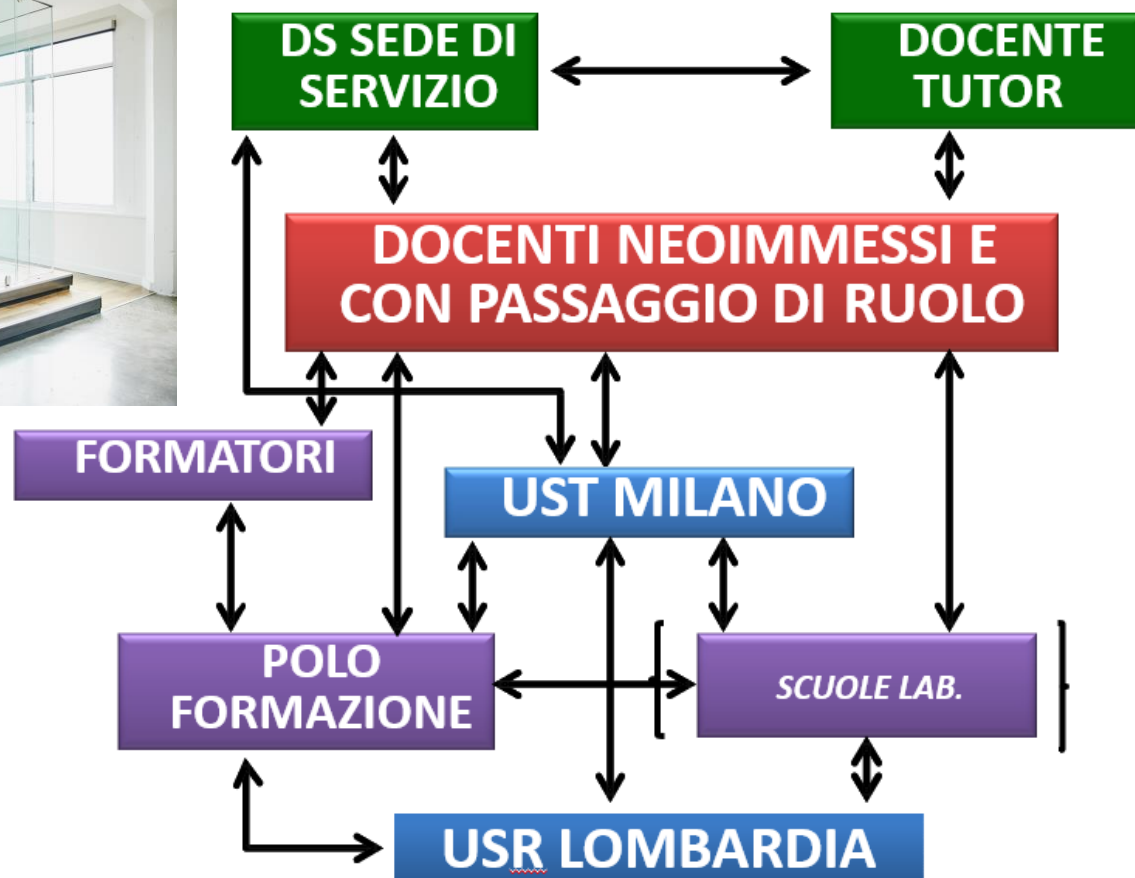 DS SEDE DI
SERVIZIO
DOCENTE
TUTOR
DOCENTI NEOIMMESSI E
CON PASSAGGIO DI RUOLO
FORMATORI
UST MILANO
POLO
FORMAZIONE
SCUOLE LAB.
USR LOMBARDIA